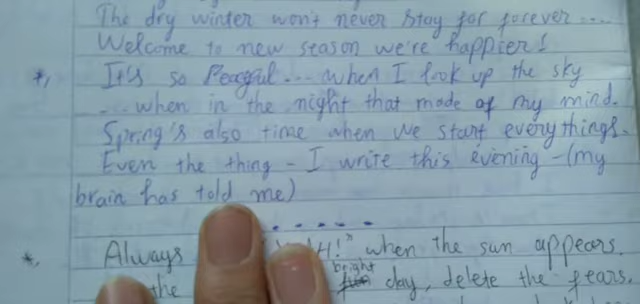 The dry winter won't never stay for forever....
Welcome to new season we're happier!
*, It's so Peaceful... when I look up the sky
... when in the night that made of my mind.
Spring's also time when we start everythings.
Even the thing - I write this evening - (my
brain has told me)
*, Always AH!" when the sun appears.
the bright day, delete the fears.